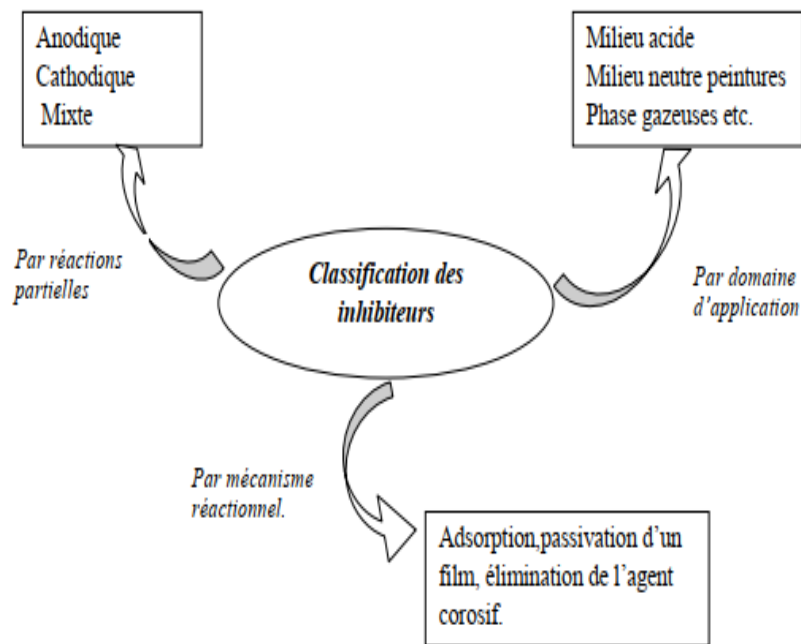 Anodique
Cathodique
Mixte
Milieu acide
Milieu neutre peintures
Phase gazeuses etc.
Par réactions
partielles
Classification des
inhibiteurs
Par domaine
d'application
Par mécanisme
réactionnel.
Adsorption,passivation d'un
film, élimination de l'agent
corosif.